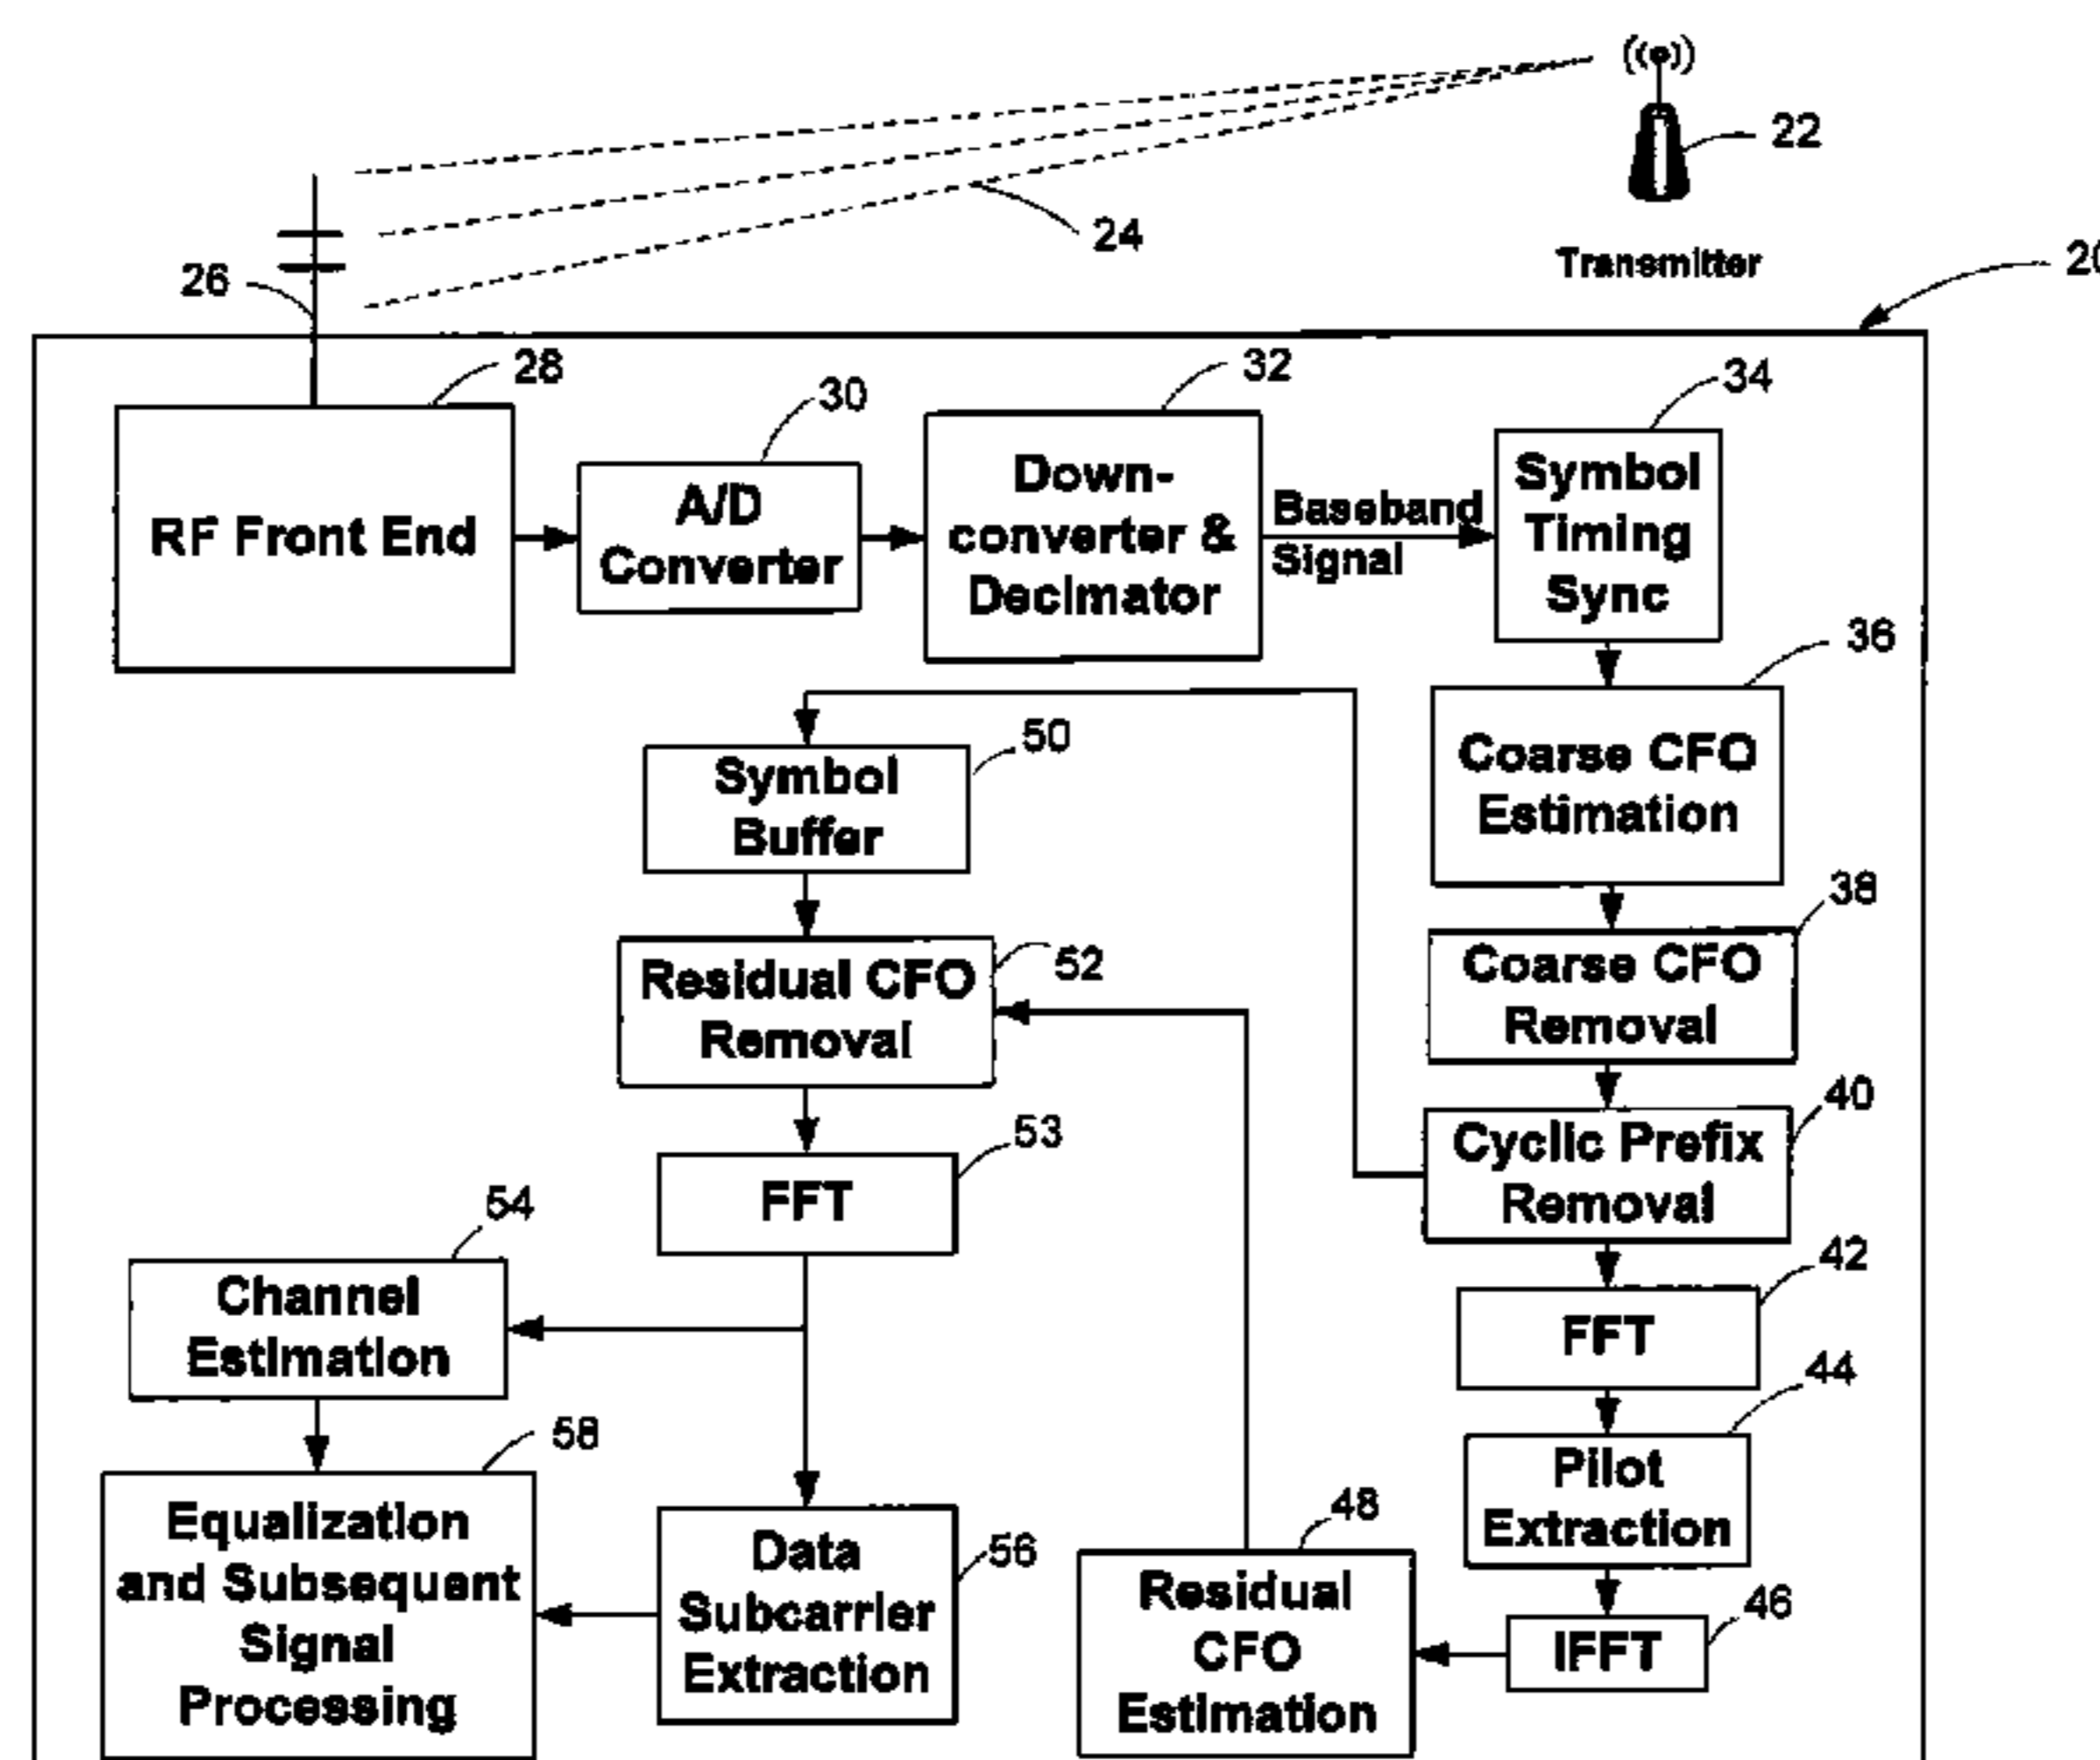 22
24
Transmitter
26
28
30
32
34
RF Front End
A/D
Converter
Down-
converter &
Decimator
Baseband
Signal
Symbol
Timing
Sync
36
50
Symbol
Buffer
Coarse CFO
Estimation
38
52
Residual CFO
Removal
Coarse CFO
Removal
40
53
FFT
Cyclic Prefix
Removal
54
42
Channel
Estimation
FFT
44
58
Pilot
Extraction
48
Equalization
and Subsequent
Signal
Processing
56
Data
Subcarrier
Extraction
Residual
CFO
Estimation
46
IFFT